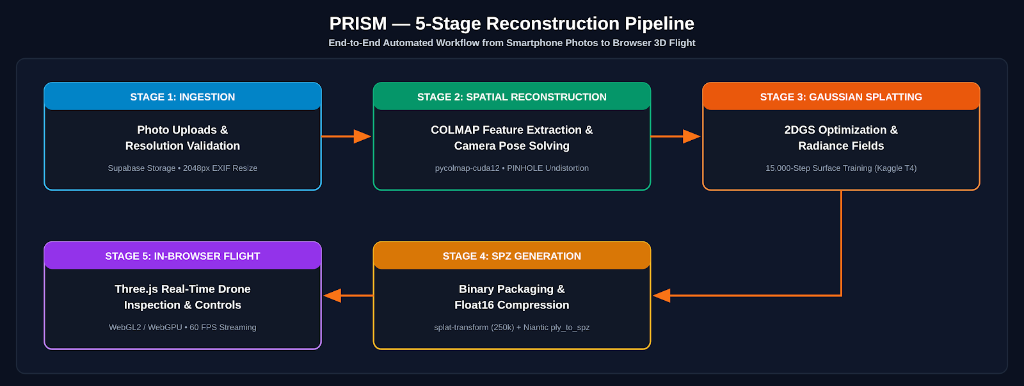 PRISM — 5-Stage Reconstruction Pipeline
End-to-End Automated Workflow from Smartphone Photos to Browser 3D Flight
STAGE 1: INGESTION
Photo Uploads &
Resolution Validation
Supabase Storage • 2048px EXIF Resize
STAGE 2: SPATIAL RECONSTRUCTION
COLMAP Feature Extraction &
Camera Pose Solving
pycolmap-cuda12 • PINHOLE Undistortion
STAGE 3: GAUSSIAN SPLATTING
2DGS Optimization &
Radiance Fields
15.000-Step Surface Training (Kaggle T4)
STAGE 4: SPZ GENERATION
Binary Packaging &
Float16 Compression
splat-transform (250k) + Niantic ply_to_spz
STAGE 5: IN-BROWSER FLIGHT
Three.js Real-Time Drone
Inspection & Controls
WebGL2 / WebGPU • 60 FPS Streaming